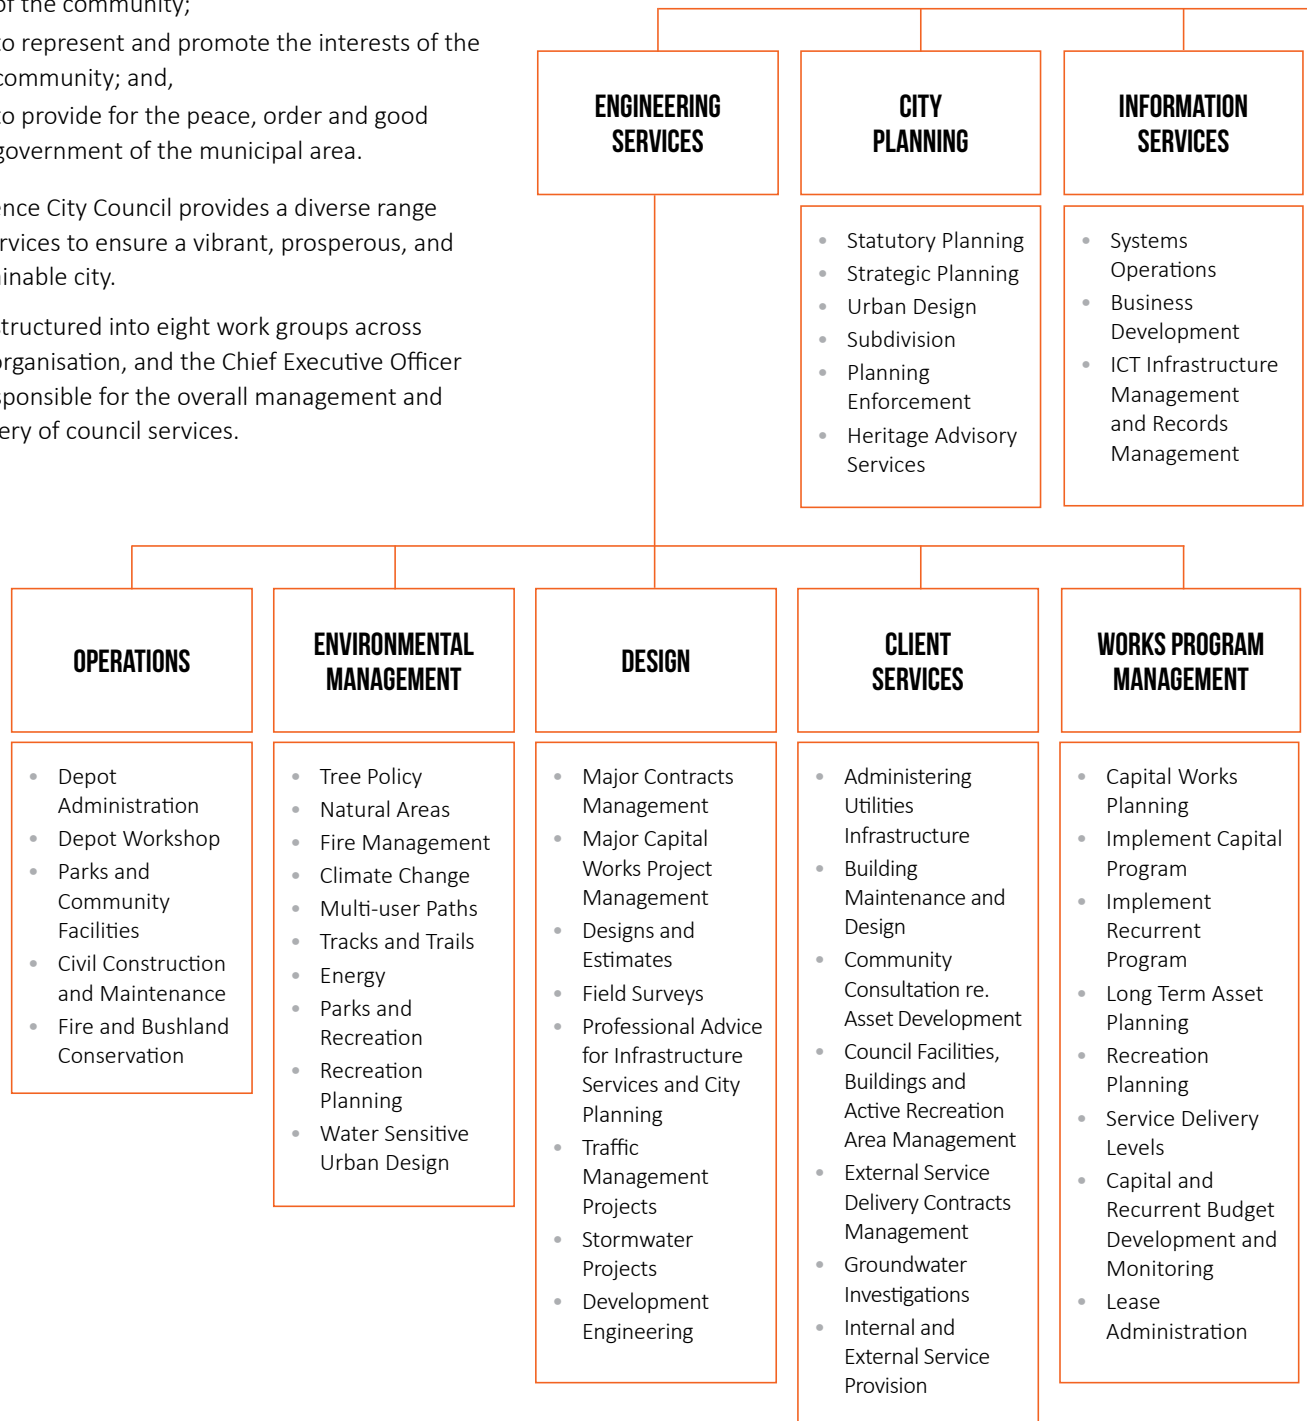 of the community;
to represent and promote the interests of the
community; and,
to provide for the peace, order and good
government of the municipal area.
ence City Council provides a diverse range
rvices to ensure a vibrant, prosperous, and
inable city.
structured into eight work groups across
organisation, and the Chief Executive Officer
sponsible for the overall management and
ery of council services.
ENGINEERING
SERVICES
CITY
PLANNING
• Statutory Planning
• Strategic Planning
• Urban Design
• Subdivision
• Planning
Enforcement
• Heritage Advisory
Services
INFORMATION
SERVICES
• Systems
Operations
• Business
Development
• ICT Infrastructure
Management
and Records
Management
OPERATIONS
• Depot
Administration
• Depot Workshop
• Parks and
Community
Facilities
• Civil Construction
and Maintenance
• Fire and Bushland
Conservation
ENVIRONMENTAL
MANAGEMENT
• Tree Policy
• Natural Areas
• Fire Management
• Climate Change
• Multi-user Paths
• Tracks and Trails
• Energy
• Parks and
Recreation
• Recreation
Planning
• Water Sensitive
Urban Design
DESIGN
• Major Contracts
Management
• Major Capital
Works Project
Management
• Designs and
Estimates
• Field Surveys
• Professional Advice
for Infrastructure
Services and City
Planning
• Traffic
Management
Projects
• Stormwater
Projects
• Development
Engineering
CLIENT
SERVICES
• Administering
Utilities
Infrastructure
• Building
Maintenance and
Design
• Community
Consultation re.
Asset Development
• Council Facilities,
Buildings and
Active Recreation
Area Management
• External Service
Delivery Contracts
Management
• Groundwater
Investigations
• Internal and
External Service
Provision
WORKS PROGRAM
MANAGEMENT
• Capital Works
Planning
• Implement Capital
Program
• Implement
Recurrent
Program
• Long Term Asset
Planning
• Recreation
Planning
• Service Delivery
Levels
• Capital and
Recurrent Budget
Development and
Monitoring
• Lease
Administration